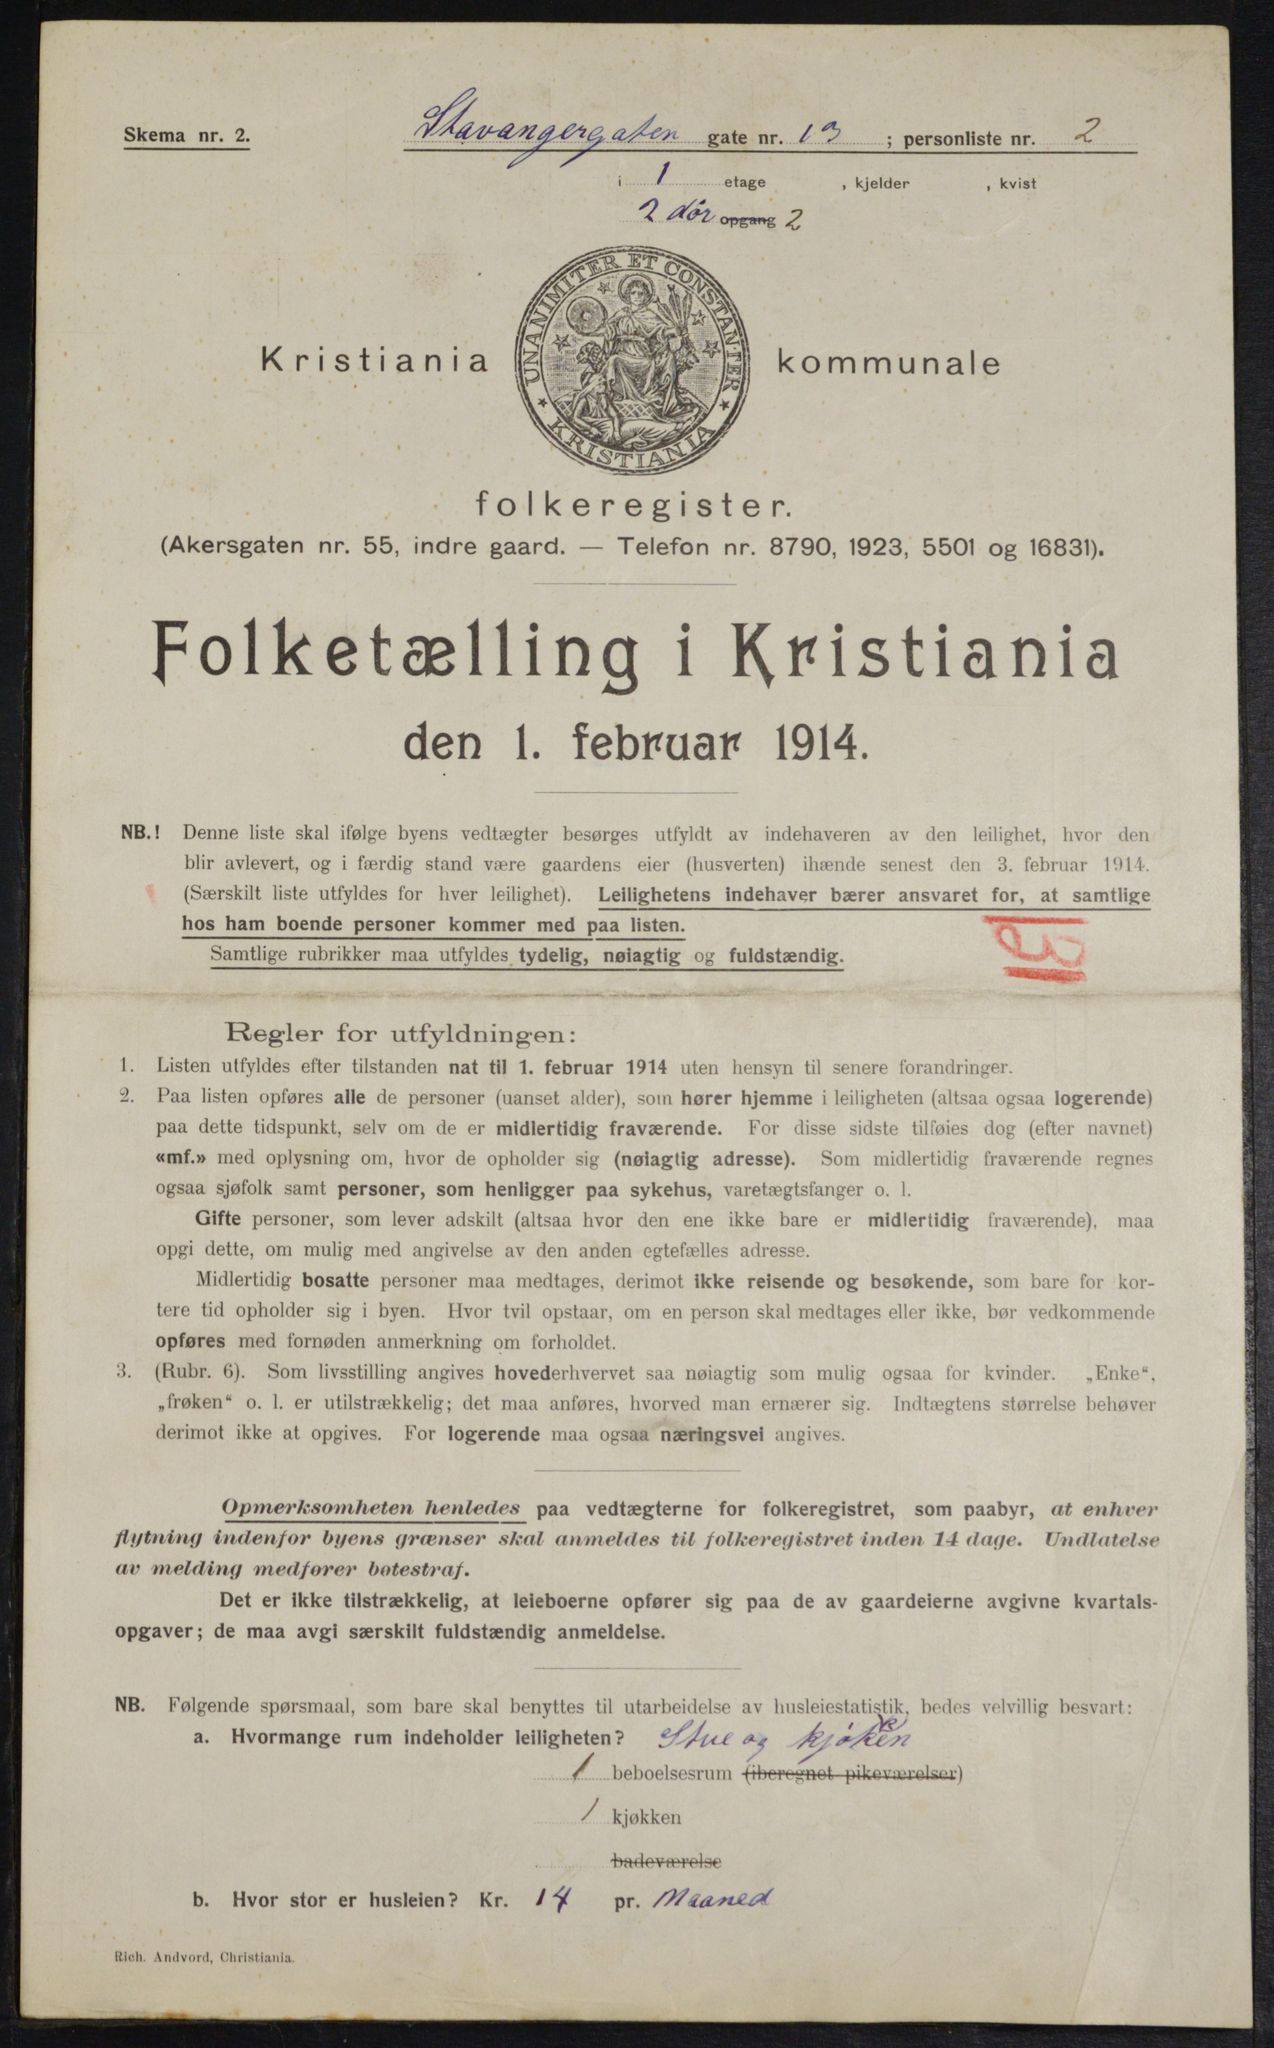 Skema nr. 2. Stavangergaten gate nr. 13 ; personliste nr. 2
i 1 etage , kjelder , kvist
2 dör opgang 2
UNANIMITER ET CONSTANTER
KRISTIANIA
Kristiania kommunale
folkeregister.
(Akersgaten nr. 55, indre gaard. — Telefon nr. 8790, 1923, 5501 og 16831).
Folketælling i Kristiania
den 1. februar 1914.
NB.! Denne liste skal ifølge byens vedtægter besørges utfyldt av indehaveren av den leilighet, hvor den
blir avlevert, og i færdig stand være gaardens eier (husverten) ihænde senest den 3. februar 1914.
(Særskilt liste utfyldes for hver leilighet). Leilighetens indehaver bærer ansvaret for, at samtlige
hos ham boende personer kommer med paa listen.
Samtlige rubrikker maa utfyldes tydelig, nøiagtig og fuldstændig.
13
Regler for utfyldningen:
1. Listen utfyldes efter tilstanden nat til 1. februar 1914 uten hensyn til senere forandringer.
2. Paa listen opføres alle de personer (uanset alder), som hører hjemme i leiligheten (altsaa ogsaa logerende)
paa dette tidspunkt, selv om de er midlertidig fraværende. For disse sidste tilføies dog (efter navnet)
«mf.» med oplysning om, hvor de opholder sig (nøiagtig adresse). Som midlertidig fraværende regnes
ogsaa sjøfolk samt personer, som henligger paa sykehus, varetægtsfanger o. l.
Gifte personer, som lever adskilt (altsaa hvor den ene ikke bare er midlertidig fraværende), maa
opgi dette, om mulig med angivelse av den anden egtefælles adresse.
Midlertidig bosatte personer maa medtages, derimot ikke reisende og besøkende, som bare for kor-
tere tid opholder sig i byen. Hvor tvil opstaar, om en person skal medtages eller ikke, bør vedkommende
opføres med fornøden anmerkning om forholdet.
3. (Rubr. 6). Som livsstilling angives hovederhvervet saa nøiagtig som mulig ogsaa for kvinder. „Enke“,
„frøken“ o. l. er utilstrækkelig; det maa anføres, hvorved man ernærer sig. Indtægtens størrelse behøver
derimot ikke at opgives. For logerende maa ogsaa næringsvei angives.
Opmerksomheten henledes paa vedtægterne for folkeregistret, som paabyr, at enhver
flytning indenfor byens grænser skal anmeldes til folkeregistret inden 14 dage. Undlatelse
av melding medfører bøtestraf.
Det er ikke tilstrækkelig, at leieboerne opfører sig paa de av gaardeierne avgivne kvartals-
opgaver; de maa avgi særskilt fuldstændig anmeldelse.
NB. Følgende spørsmaal, som bare skal benyttes til utarbeidelse av husleiestatistik, bedes velvillig besvart:
a. Hvormange rum indeholder leiligheten? Stue og kjökken
1 beboelsesrum (iberegnet pikeværelser)
1 kjøkken
badeværelse
b. Hvor stor er husleien? Kr. 14 pr. Maaned
Rich. Andvord, Christiania.